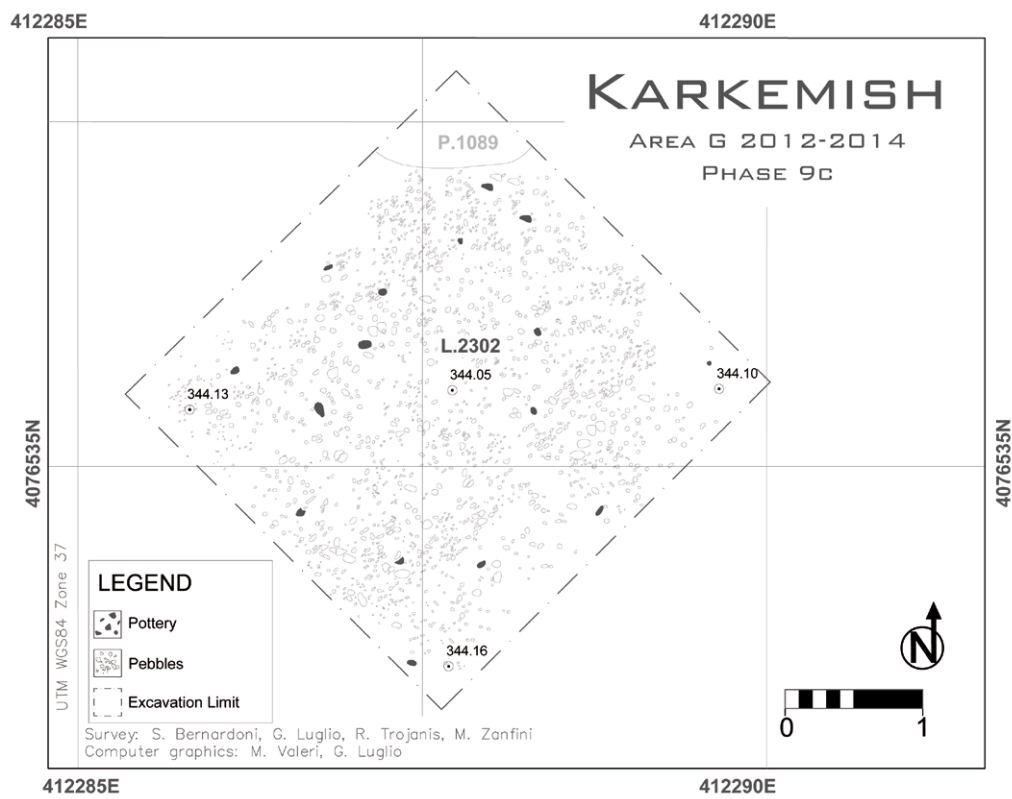 412285E
412290E
KARKEMISH
AREA G 2012-2014
PHASE 9C
P.1089
L.2302
344.05
344.10
344.13
4076535N
4076535N
344.16
UTM WGS84 Zone 37
LEGEND
Pottery
Pebbles
Excavation Limit
N
0
1
Survey: S. Bernardoni, G. Luglio, R. Trojanis, M. Zanfini
Computer graphics: M. Valeri, G. Luglio
412285E
412290E